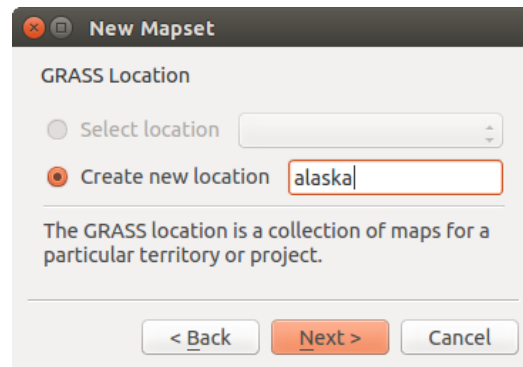 New Mapset
GRASS Location
Select location
Create new location alaska
The GRASS location is a collection of maps for a
particular territory or project.
< Back Next > Cancel